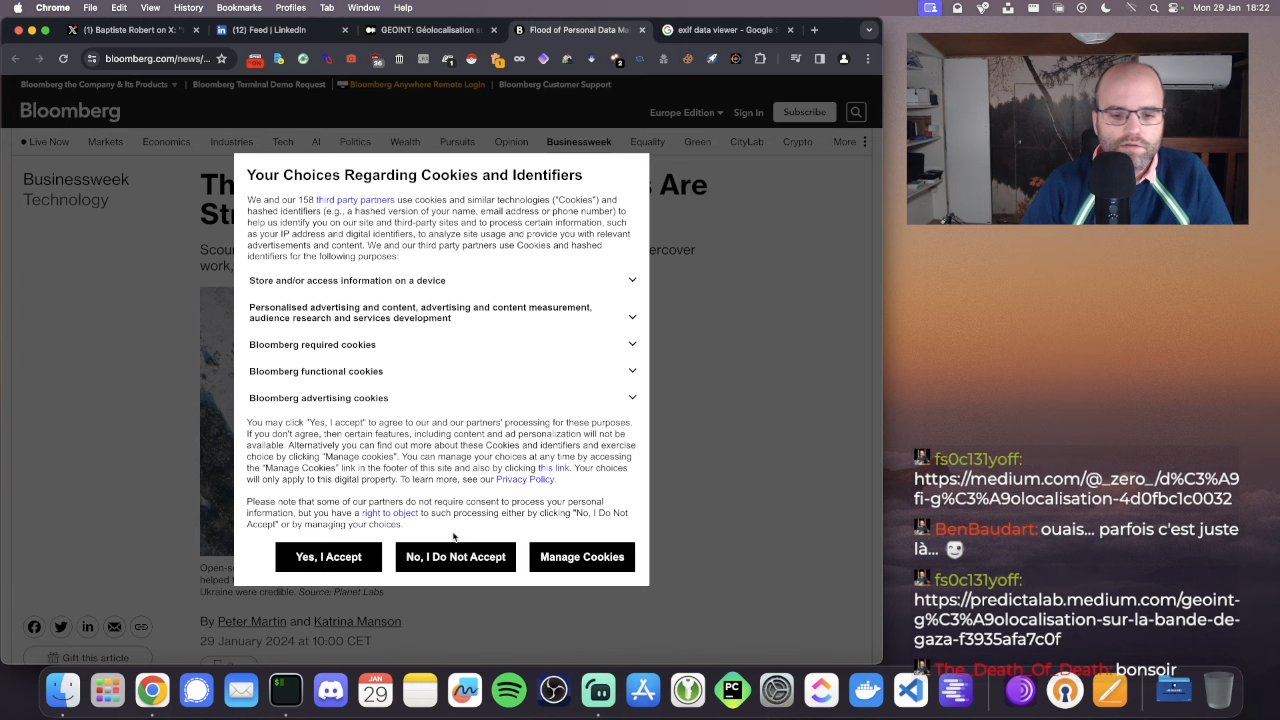 Chrome File Edit View History Bookmarks Profiles Tab Window Help
Mon 29 Jan 18:22
(1) Baptiste Robert on X: "I
(12) Feed | LinkedIn
GEOINT: Géolocalisation s
Flood of Personal Data Me
exif data viewer - Google S
bloomberg.com/news/...
Bloomberg the Company & Its Products
Bloomberg Terminal Demo Request
Bloomberg Anywhere Remote Login
Bloomberg Customer Support
Bloomberg
Europe Edition
Sign In
Subscribe
Live Now Markets Economics Industries Tech AI Politics Wealth Pursuits Opinion Businessweek Equality Green CityLab Crypto More
Businessweek
Technology
Th
s Are
Str
Scou
ercover
work,
Your Choices Regarding Cookies and Identifiers
We and our 158 third party partners use cookies and similar technologies ("Cookies") and
hashed identifiers (e.g., a hashed version of your name, email address or phone number) to
help us identify you on our site and third-party sites and to process certain information, such
as your IP address and digital identifiers, to analyze site usage and provide you with relevant
advertisements and content. We and our third party partners use Cookies and hashed
identifiers for the following purposes:
Store and/or access information on a device
Personalised advertising and content, advertising and content measurement,
audience research and services development
Bloomberg required cookies
Bloomberg functional cookies
Bloomberg advertising cookies
You may click "Yes, I accept" to agree to our and our partners' processing for these purposes.
If you don't agree, then certain features, including content and ad personalization will not be
available. Alternatively you can find out more about these Cookies and identifiers and exercise
choice by clicking "Manage cookies". You can manage your choices at any time by accessing
the "Manage Cookies" link in the footer of this site and also by clicking this link. Your choices
will only apply to this digital property. To learn more, see our Privacy Policy.
Please note that some of our partners do not require consent to process your personal
information, but you have a right to object to such processing either by clicking "No, I Do Not
Accept" or by managing your choices.
Yes, I Accept
No, I Do Not Accept
Manage Cookies
Open-s
helped f
Ukraine were credible. Source: Planet Labs
By Peter Martin and Katrina Manson
29 January 2024 at 10:00 CET
Gift this article
fs0c131yoff:
https://medium.com/@_zero_/d%C3%A9
fi-g%C3%A9olocalisation-4d0fbc1c0032
BenBaudart: ouais... parfois c'est juste
là...
fs0c131yoff:
https://predictalab.medium.com/geoint-
g%C3%A9olocalisation-sur-la-bande-de-
gaza-f3935afa7c0f
The_Death_Of_Death: bonsoir
JAN
29
PC